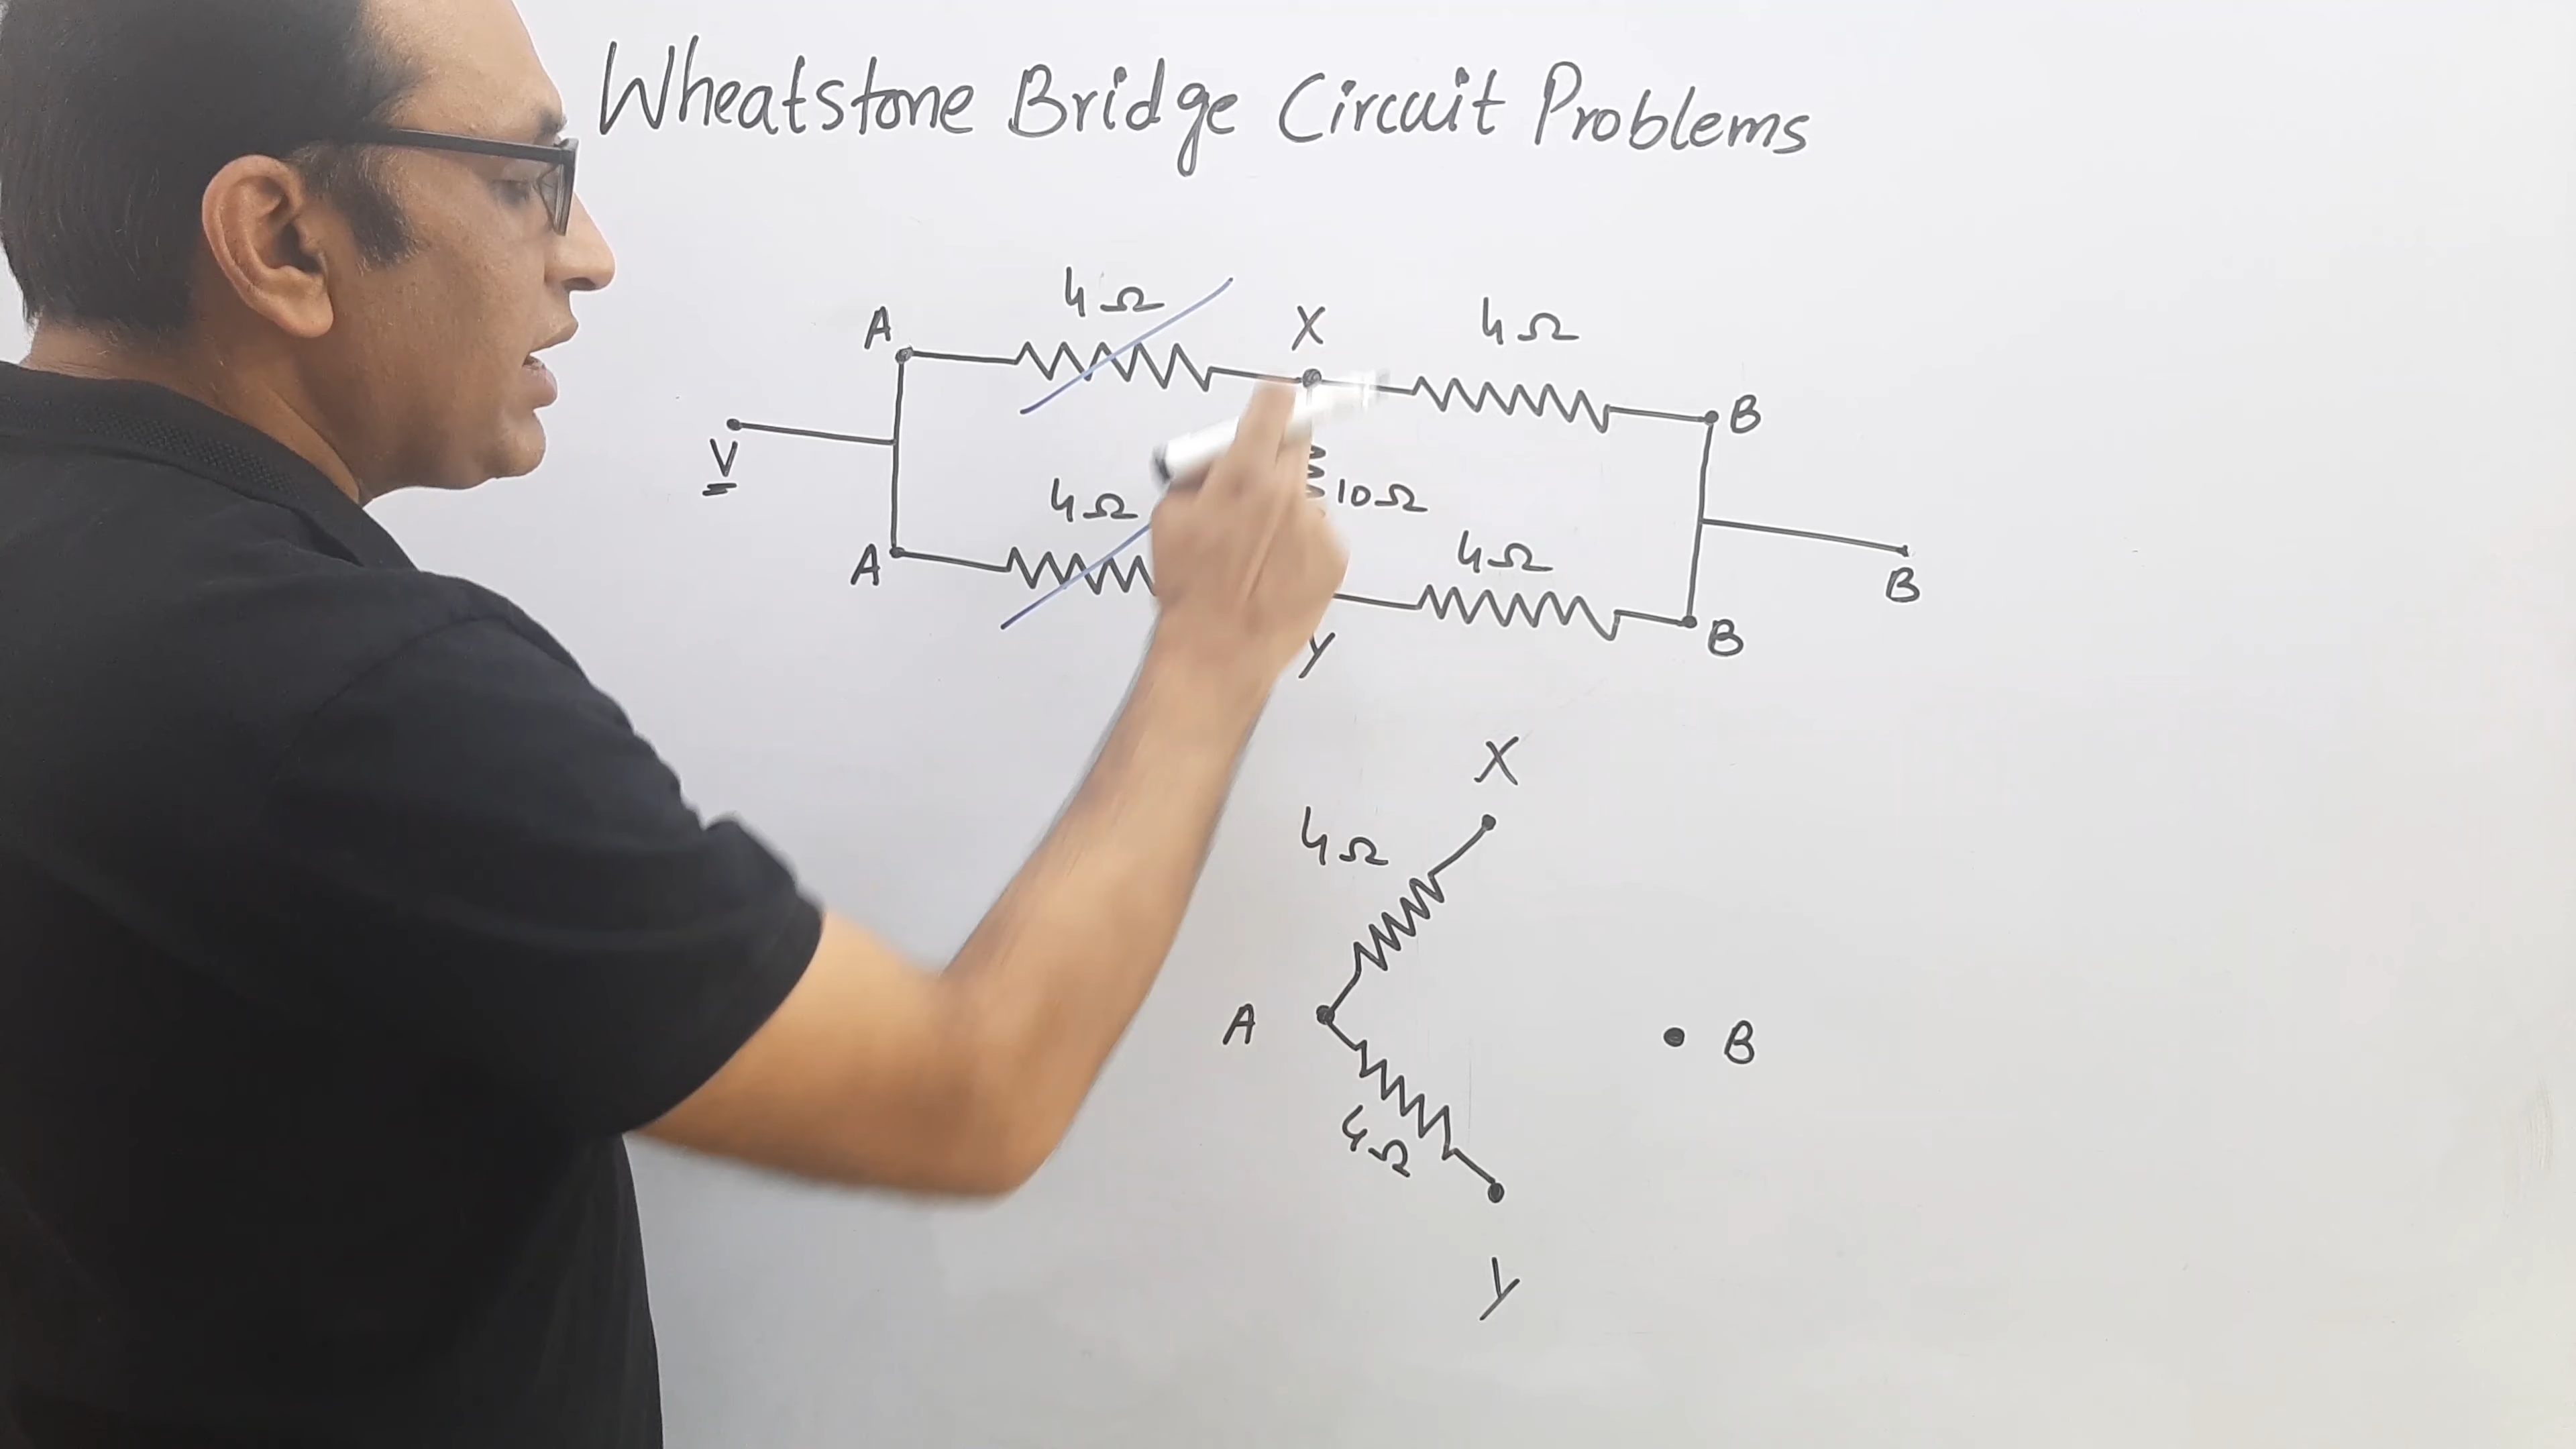 Wheatstone Bridge Circuit Problems
4Ω
X
4Ω
A
B
V
4Ω
10Ω
4Ω
A
B
B
Y
X
4Ω
A
B
4Ω
Y